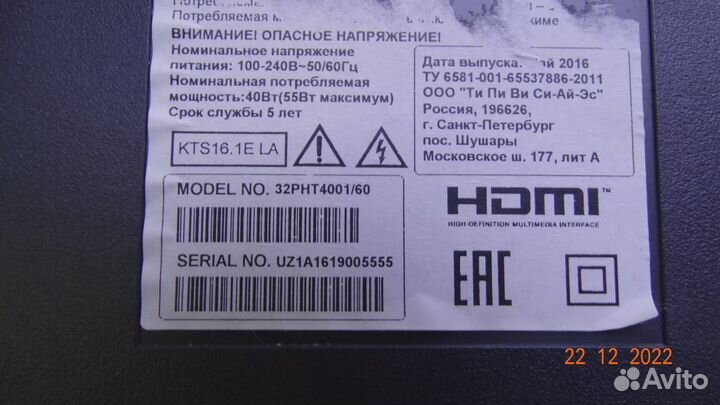 Потребляемая
ВНИМАНИЕ! ОПАСНОЕ НАПРЯЖЕНИЕ!
Номинальное напряжение
питания: 100-240В~50/60Гц
Номинальная потребляемая
мощность:40Вт(55Вт максимум)
Срок службы 5 лет
KTS16.1E LA
MODEL NO. 32PHT4001/60
SERIAL NO. UZ1A1619005555
Дата выпуска: 2016
ТУ 6581-001-65537886-2011
ООО "Ти Пи Ви Си-Ай-Эс"
Россия, 196626,
г. Санкт-Петербург
пос. Шушары
Московское ш. 177, лит А
HDMI™
HIGH-DEFINITION MULTIMEDIA INTERFACE
EAC
22 12 2022
Avito